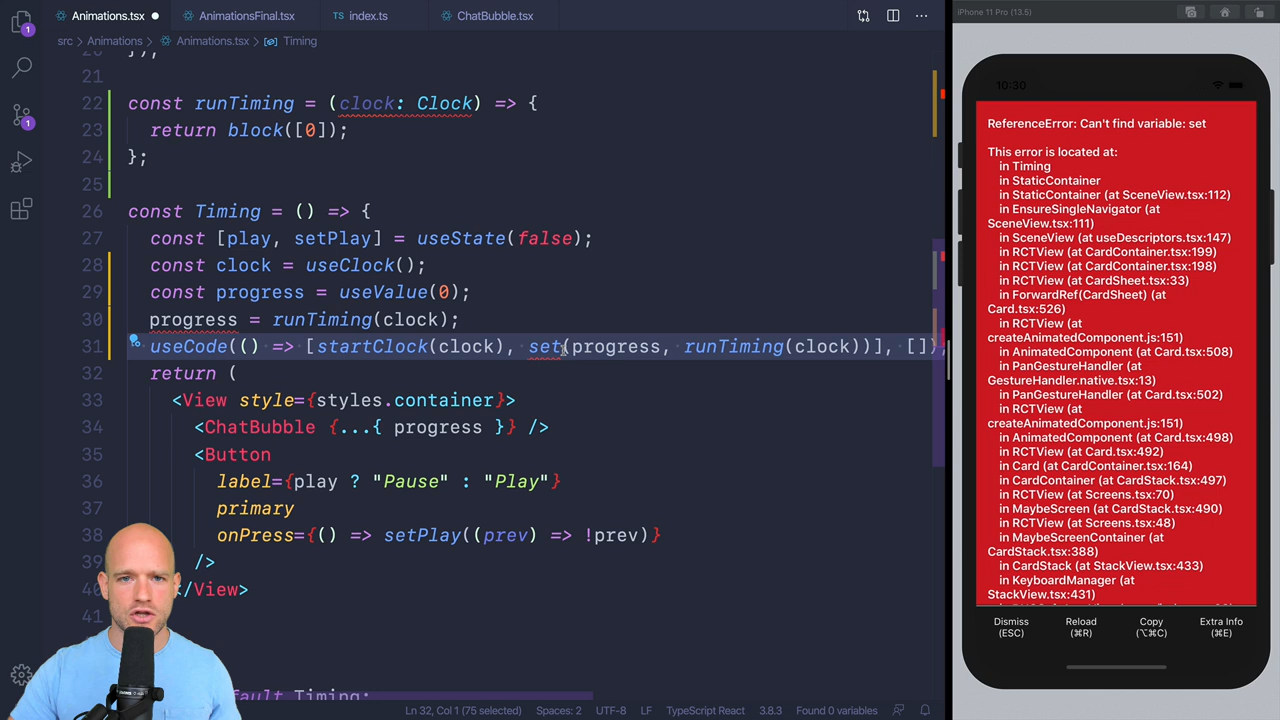 Animations.tsx
AnimationsFinal.tsx
TS index.ts
ChatBubble.tsx
iPhone 11 Pro (13.5)
src > Animations > Animations.tsx > Timing
1
1
21
22 const runTiming = (clock: Clock) => {
23 return block([0]);
24 };
25
26 const Timing = () => {
27 const [play, setPlay] = useState(false);
28 const clock = useClock();
29 const progress = useValue(0);
30 progress = runTiming(clock);
31 useCode(() => [startClock(clock), set(progress, runTiming(clock))], []);
32 return (
33 <View style={styles.container}>
34 <ChatBubble {...{ progress }} />
35 <Button
36 label={play ? "Pause" : "Play"}
37 primary
38 onPress={() => setPlay((prev) => !prev)}
39 />
/View>
41
Timing;
Ln 32, Col 1 (75 selected) Spaces: 2 UTF-8 LF TypeScript React 3.8.3 Found 0 variables
10:30
ReferenceError: Can't find variable: set
This error is located at:
in Timing
in StaticContainer
in StaticContainer (at SceneView.tsx:112)
in EnsureSingleNavigator (at
SceneView.tsx:111)
in SceneView (at useDescriptors.tsx:147)
in RCTView (at CardContainer.tsx:199)
in RCTView (at CardContainer.tsx:198)
in RCTView (at CardSheet.tsx:33)
in ForwardRef(CardSheet) (at
Card.tsx:526)
in RCTView (at
createAnimatedComponent.js:151)
in AnimatedComponent (at Card.tsx:508)
in PanGestureHandler (at
GestureHandler.native.tsx:13)
in PanGestureHandler (at Card.tsx:502)
in RCTView (at
createAnimatedComponent.js:151)
in AnimatedComponent (at Card.tsx:498)
in RCTView (at Card.tsx:492)
in Card (at CardContainer.tsx:164)
in CardContainer (at CardStack.tsx:497)
in RCTView (at Screens.tsx:70)
in MaybeScreen (at CardStack.tsx:490)
in RCTView (at Screens.tsx:48)
in MaybeScreenContainer (at
CardStack.tsx:388)
in CardStack (at StackView.tsx:433)
in KeyboardManager (at
StackView.tsx:431)
Dismiss
(ESC)
Reload
(⌘R)
Copy
(⌥⌘C)
Extra Info
(⌘E)